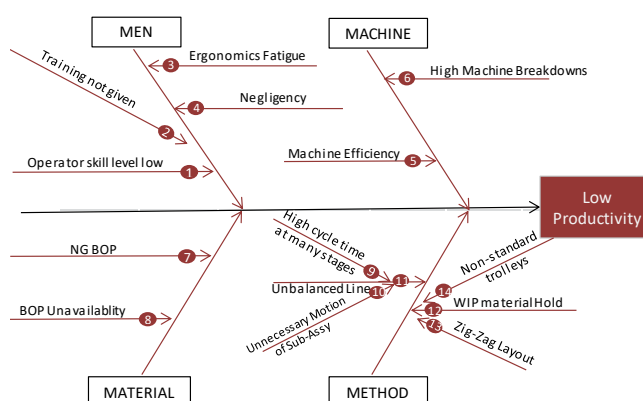 MEN
MACHINE
3 Ergonomics Fatigue
Training not given
2
4 Negligency
Operator skill level low
1
6 High Machine Breakdowns
Machine Efficiency 5
Low
Productivity
NG BOP
7
BOP Unavailablity
8
High cycle time
at many stages
9
Unbalanced Line 11
10
Unnecessary Motion
of Sub-Assy
Non-standard
trolleys
14
12 WIP material Hold
13
Zig-Zag Layout
MATERIAL
METHOD